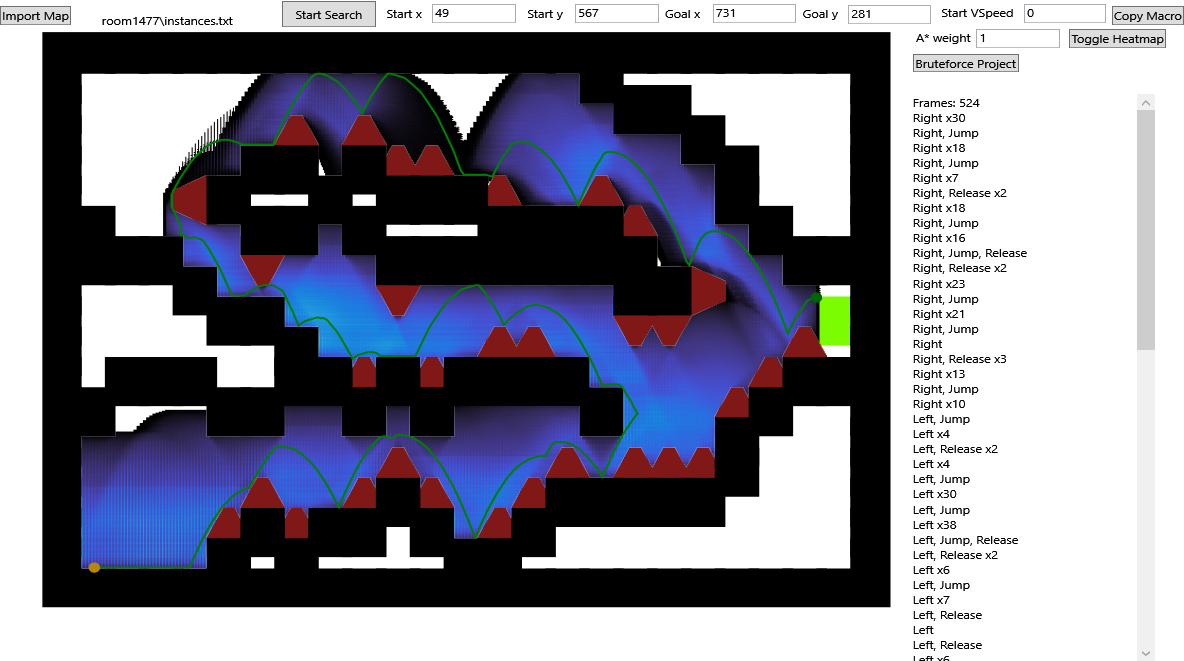 Import Map room1477\instances.txt Start Search Start x 49 Start y 567 Goal x 731 Goal y 281 Start VSpeed 0 Copy Macro
A* weight 1 Toggle Heatmap
Bruteforce Project
Frames: 524
Right x30
Right, Jump
Right x18
Right, Jump
Right x7
Right, Release x2
Right x18
Right, Jump
Right x16
Right, Jump, Release
Right, Release x2
Right x23
Right, Jump
Right x21
Right, Jump
Right
Right, Release x3
Right x13
Right, Jump
Right x10
Left, Jump
Left x4
Left, Release x2
Left x4
Left, Jump
Left x30
Left, Jump
Left x38
Left, Jump, Release
Left, Release x2
Left x6
Left, Jump
Left x7
Left, Release
Left
Left, Release
Left x6